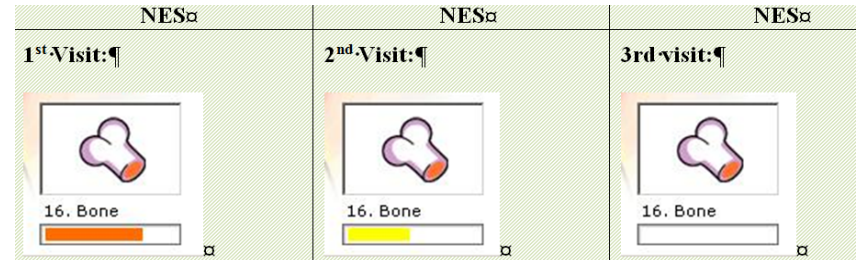 NES¤ NES¤ NES¤
1st·Visit:¶ 2nd·Visit:¶ 3rd·visit:¶
16. Bone 16. Bone 16. Bone
¤ ¤ ¤